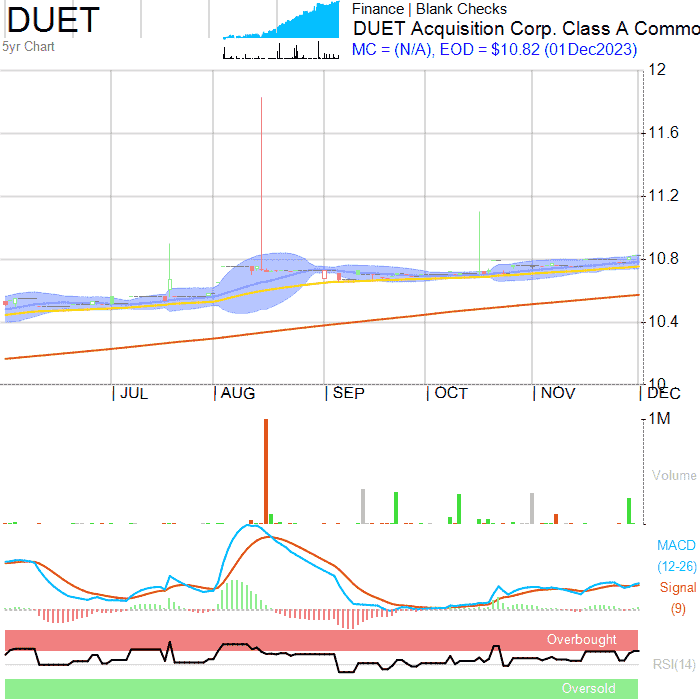 DUET
5yr Chart
Finance | Blank Checks
DUET Acquisition Corp. Class A Commo
MC = (N/A), EOD = $10.82 (01Dec2023)
12
11.6
11.2
10.8
10.4
10
JUL
AUG
SEP
OCT
NOV
DEC
1M
Volume
MACD
(12-26)
Signal
(9)
Overbought
RSI(14)
Oversold